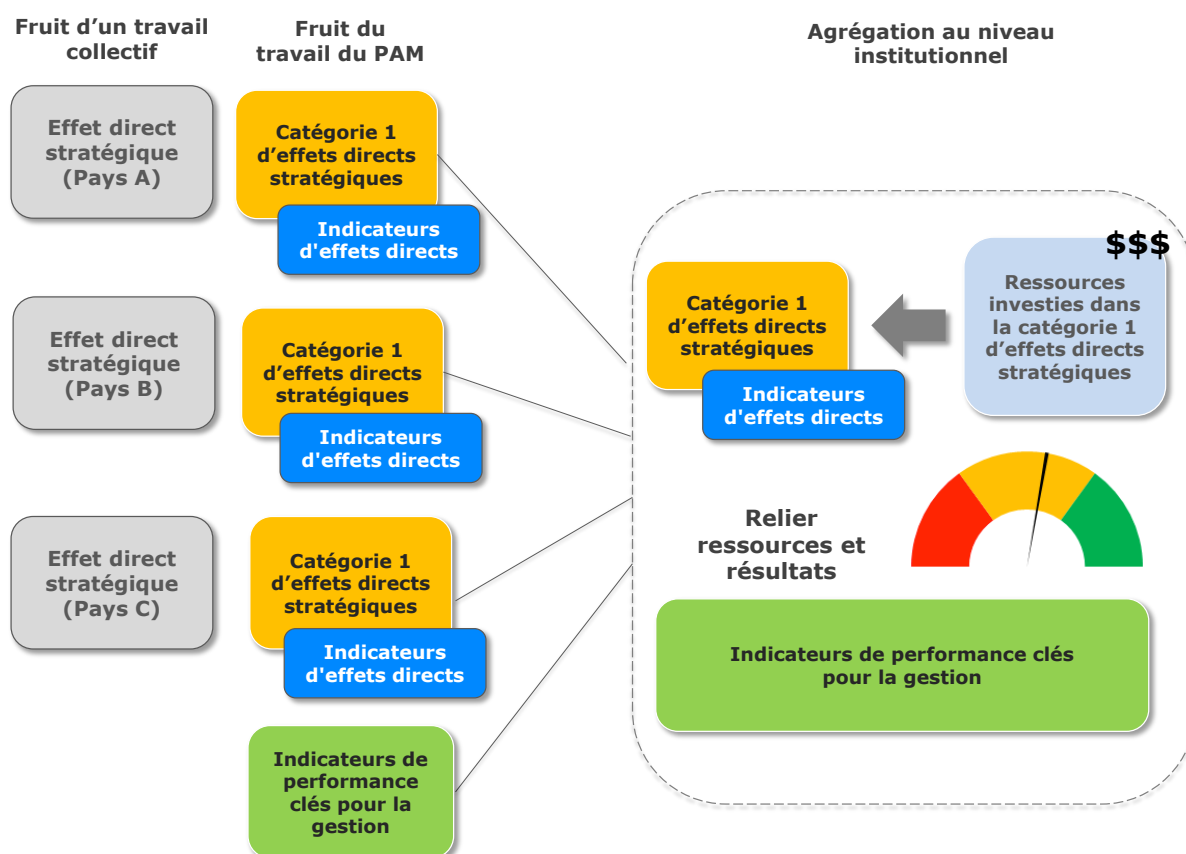 Fruit d’un travail
collectif
Fruit du
travail du PAM
Agrégation au niveau
institutionnel
Effet direct
stratégique
(Pays A)
Catégorie 1
d’effets directs
stratégiques
Indicateurs
d'effets directs
Effet direct
stratégique
(Pays B)
Catégorie 1
d’effets directs
stratégiques
Indicateurs
d'effets directs
Effet direct
stratégique
(Pays C)
Catégorie 1
d’effets directs
stratégiques
Indicateurs
d'effets directs
Indicateurs de
performance
clés pour la
gestion
Catégorie 1
d’effets directs
stratégiques
Indicateurs
d'effets directs
$$$
Ressources
investies dans
la catégorie 1
d’effets directs
stratégiques
Relier
ressources et
résultats
Indicateurs de performance clés
pour la gestion